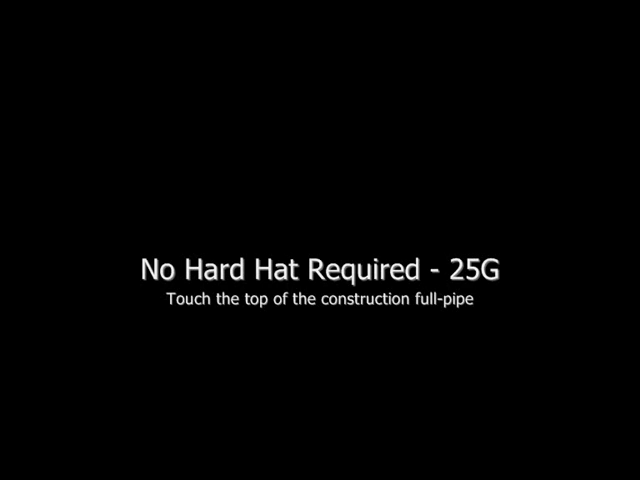 No Hard Hat Required - 25G
Touch the top of the construction full-pipe